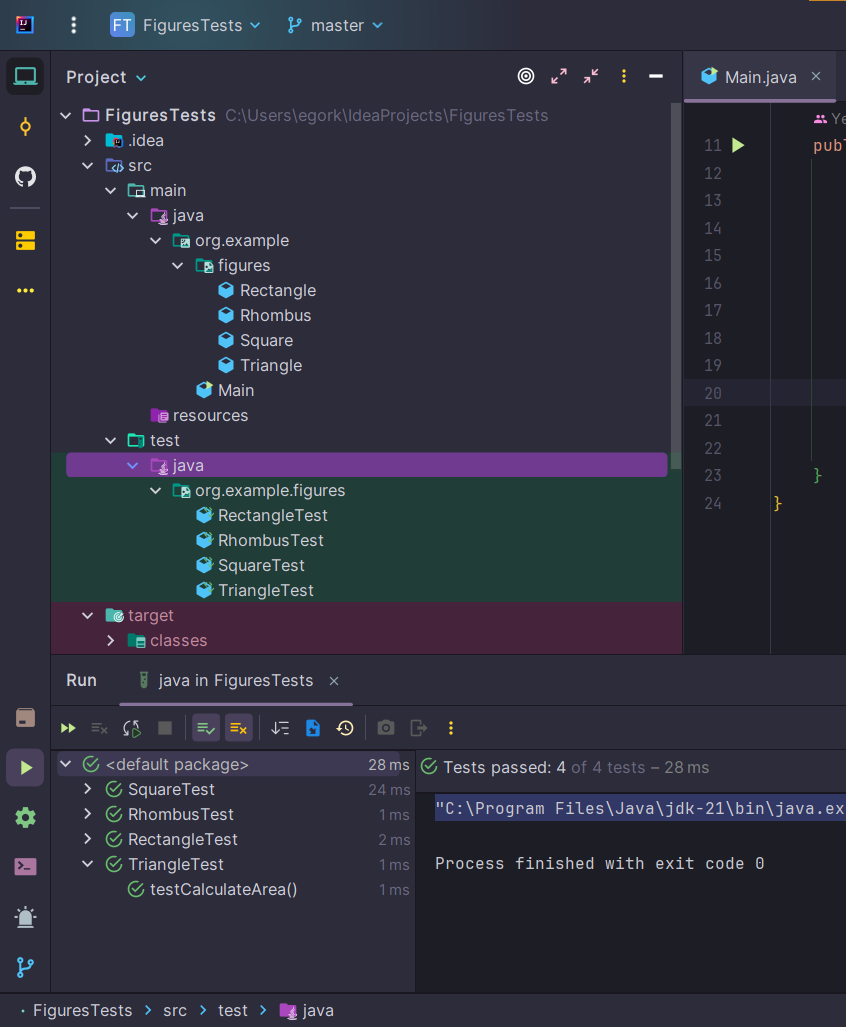 FT FiguresTests master
Project
Main.java
FiguresTests C:\Users\egork\IdeaProjects\FiguresTests
.idea
src
main
java
org.example
figures
Rectangle
Rhombus
Square
Triangle
Main
resources
test
java
org.example.figures
RectangleTest
RhombusTest
SquareTest
TriangleTest
target
classes
Ye
11 publ
12
13
14
15
16
17
18
19
20
21
22
23 }
24 }
Run java in FiguresTests
<default package> 28 ms
SquareTest 24 ms
RhombusTest 1 ms
RectangleTest 2 ms
TriangleTest 1 ms
testCalculateArea() 1 ms
Tests passed: 4 of 4 tests – 28 ms
"C:\Program Files\Java\jdk-21\bin\java.ex
Process finished with exit code 0
FiguresTests > src > test > java